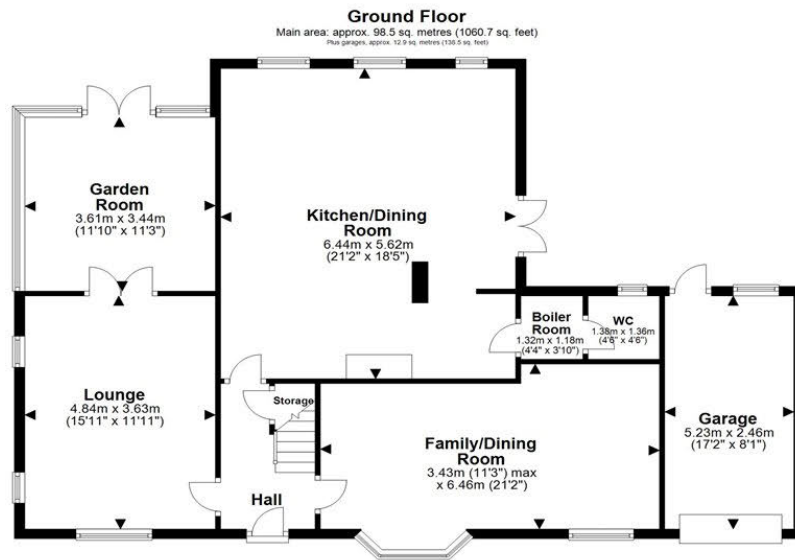 Ground Floor
Main area: approx. 98.5 sq. metres (1060.7 sq. feet)
Plus garages, approx. 12.9 sq. metres (138.5 sq. feet)
Garden
Room
3.61m x 3.44m
(11'10" x 11'3")
Kitchen/Dining
Room
6.44m x 5.62m
(21'2" x 18'5")
Boiler
Room
1.32m x 1.18m
(4'4" x 3'10")
WC
1.38m x 1.36m
(4'6" x 4'6")
Lounge
4.84m x 3.63m
(15'11" x 11'11")
Storage
Hall
Family/Dining
Room
3.43m (11'3") max
x 6.46m (21'2")
Garage
5.23m x 2.46m
(17'2" x 8'1")